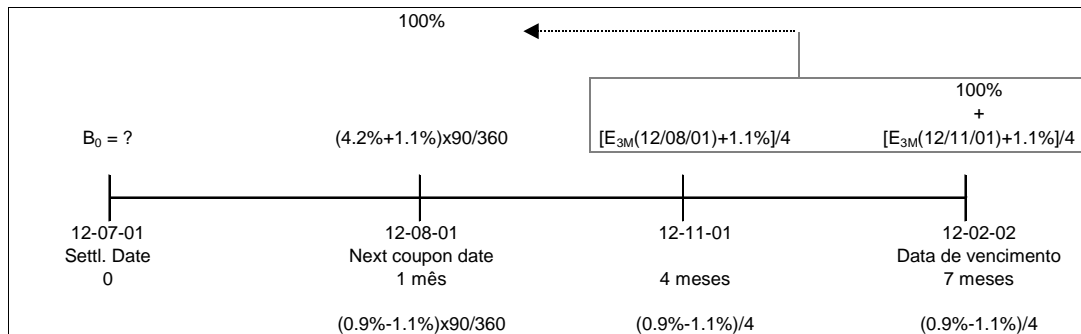 100%
100%
+
B0 = ?
(4.2%+1.1%)x90/360
[E3M(12/08/01)+1.1%]/4
[E3M(12/11/01)+1.1%]/4
12-07-01
12-08-01
12-11-01
12-02-02
Settl. Date
Next coupon date
Data de vencimento
0
1 mês
4 meses
7 meses
(0.9%-1.1%)x90/360
(0.9%-1.1%)/4
(0.9%-1.1%)/4